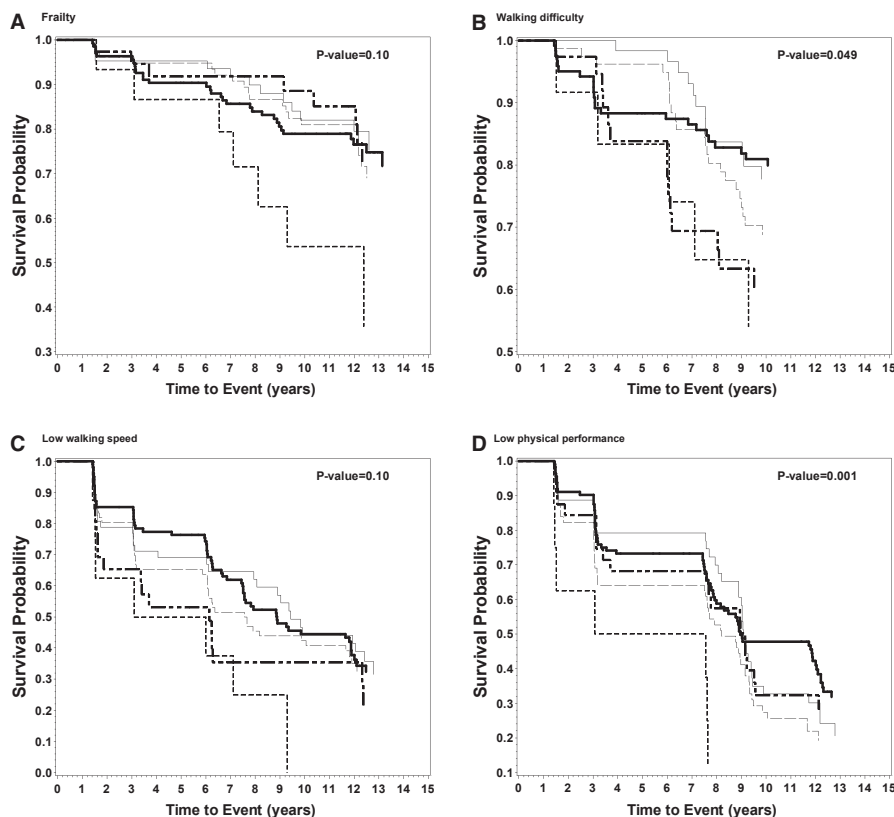 A Frailty
P-value=0.10
1.0
0.9
0.8
0.7
0.6
0.5
0.4
0.3
Survival Probability
0 1 2 3 4 5 6 7 8 9 10 11 12 13 14 15
Time to Event (years)
B Walking difficulty
P-value=0.049
1.0
0.9
0.8
0.7
0.6
0.5
Survival Probability
0 1 2 3 4 5 6 7 8 9 10 11 12 13 14 15
Time to Event (years)
C Low walking speed
P-value=0.10
1.0
0.9
0.8
0.7
0.6
0.5
0.4
0.3
0.2
0.1
0.0
Survival Probability
0 1 2 3 4 5 6 7 8 9 10 11 12 13 14 15
Time to Event (years)
D Low physical performance
P-value=0.001
1.0
0.9
0.8
0.7
0.6
0.5
0.4
0.3
0.2
0.1
Survival Probability
0 1 2 3 4 5 6 7 8 9 10 11 12 13 14 15
Time to Event (years)